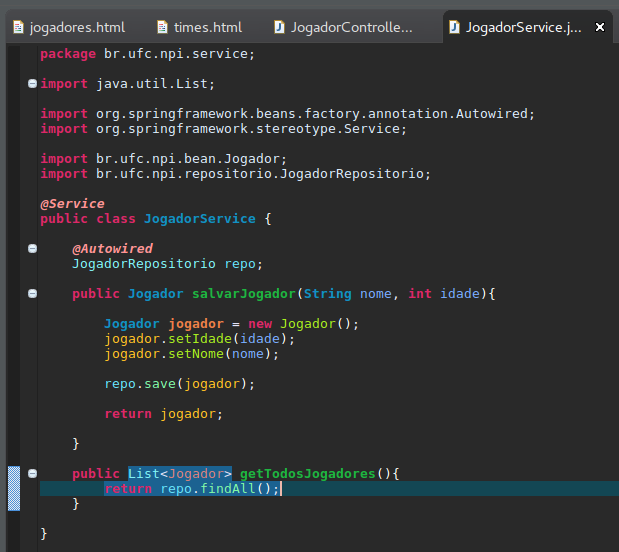 jogadores.html times.html JogadorControlle... JogadorService.j...
package br.ufc.npi.service;
import java.util.List;
import org.springframework.beans.factory.annotation.Autowired;
import org.springframework.stereotype.Service;
import br.ufc.npi.bean.Jogador;
import br.ufc.npi.repositorio.JogadorRepositorio;
@Service
public class JogadorService {
@Autowired
JogadorRepositorio repo;
public Jogador salvarJogador(String nome, int idade){
Jogador jogador = new Jogador();
jogador.setIdade(idade);
jogador.setNome(nome);
repo.save(jogador);
return jogador;
}
public List<Jogador> getTodosJogadores(){
return repo.findAll();
}
}